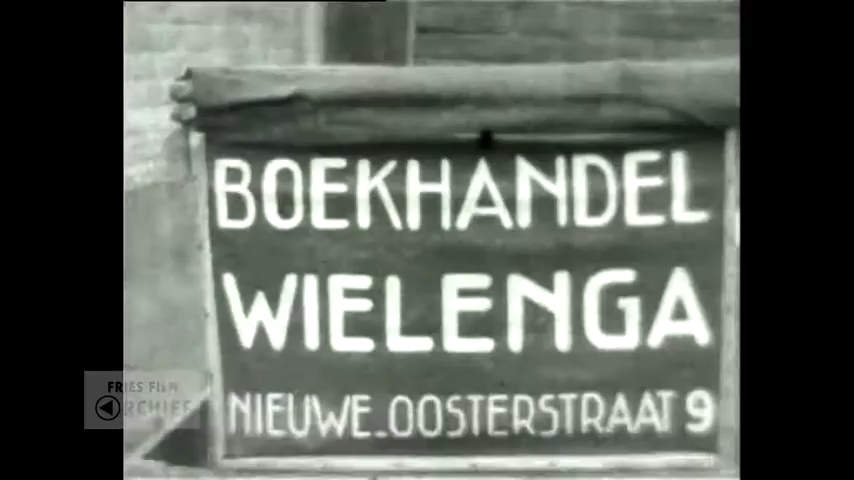 BOEKHANDEL
WIELENGA
NIEUWE-OOSTERSTRAAT 9
FRIES FILM
ARCHIEF